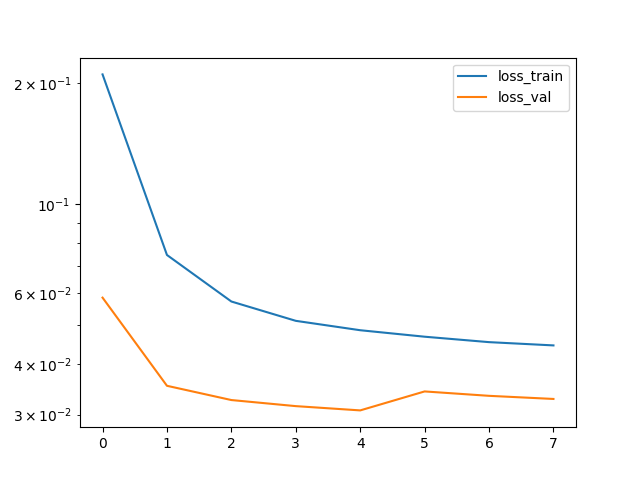 loss_train
loss_val
2 × 10⁻¹
10⁻¹
6 × 10⁻²
4 × 10⁻²
3 × 10⁻²
0 1 2 3 4 5 6 7